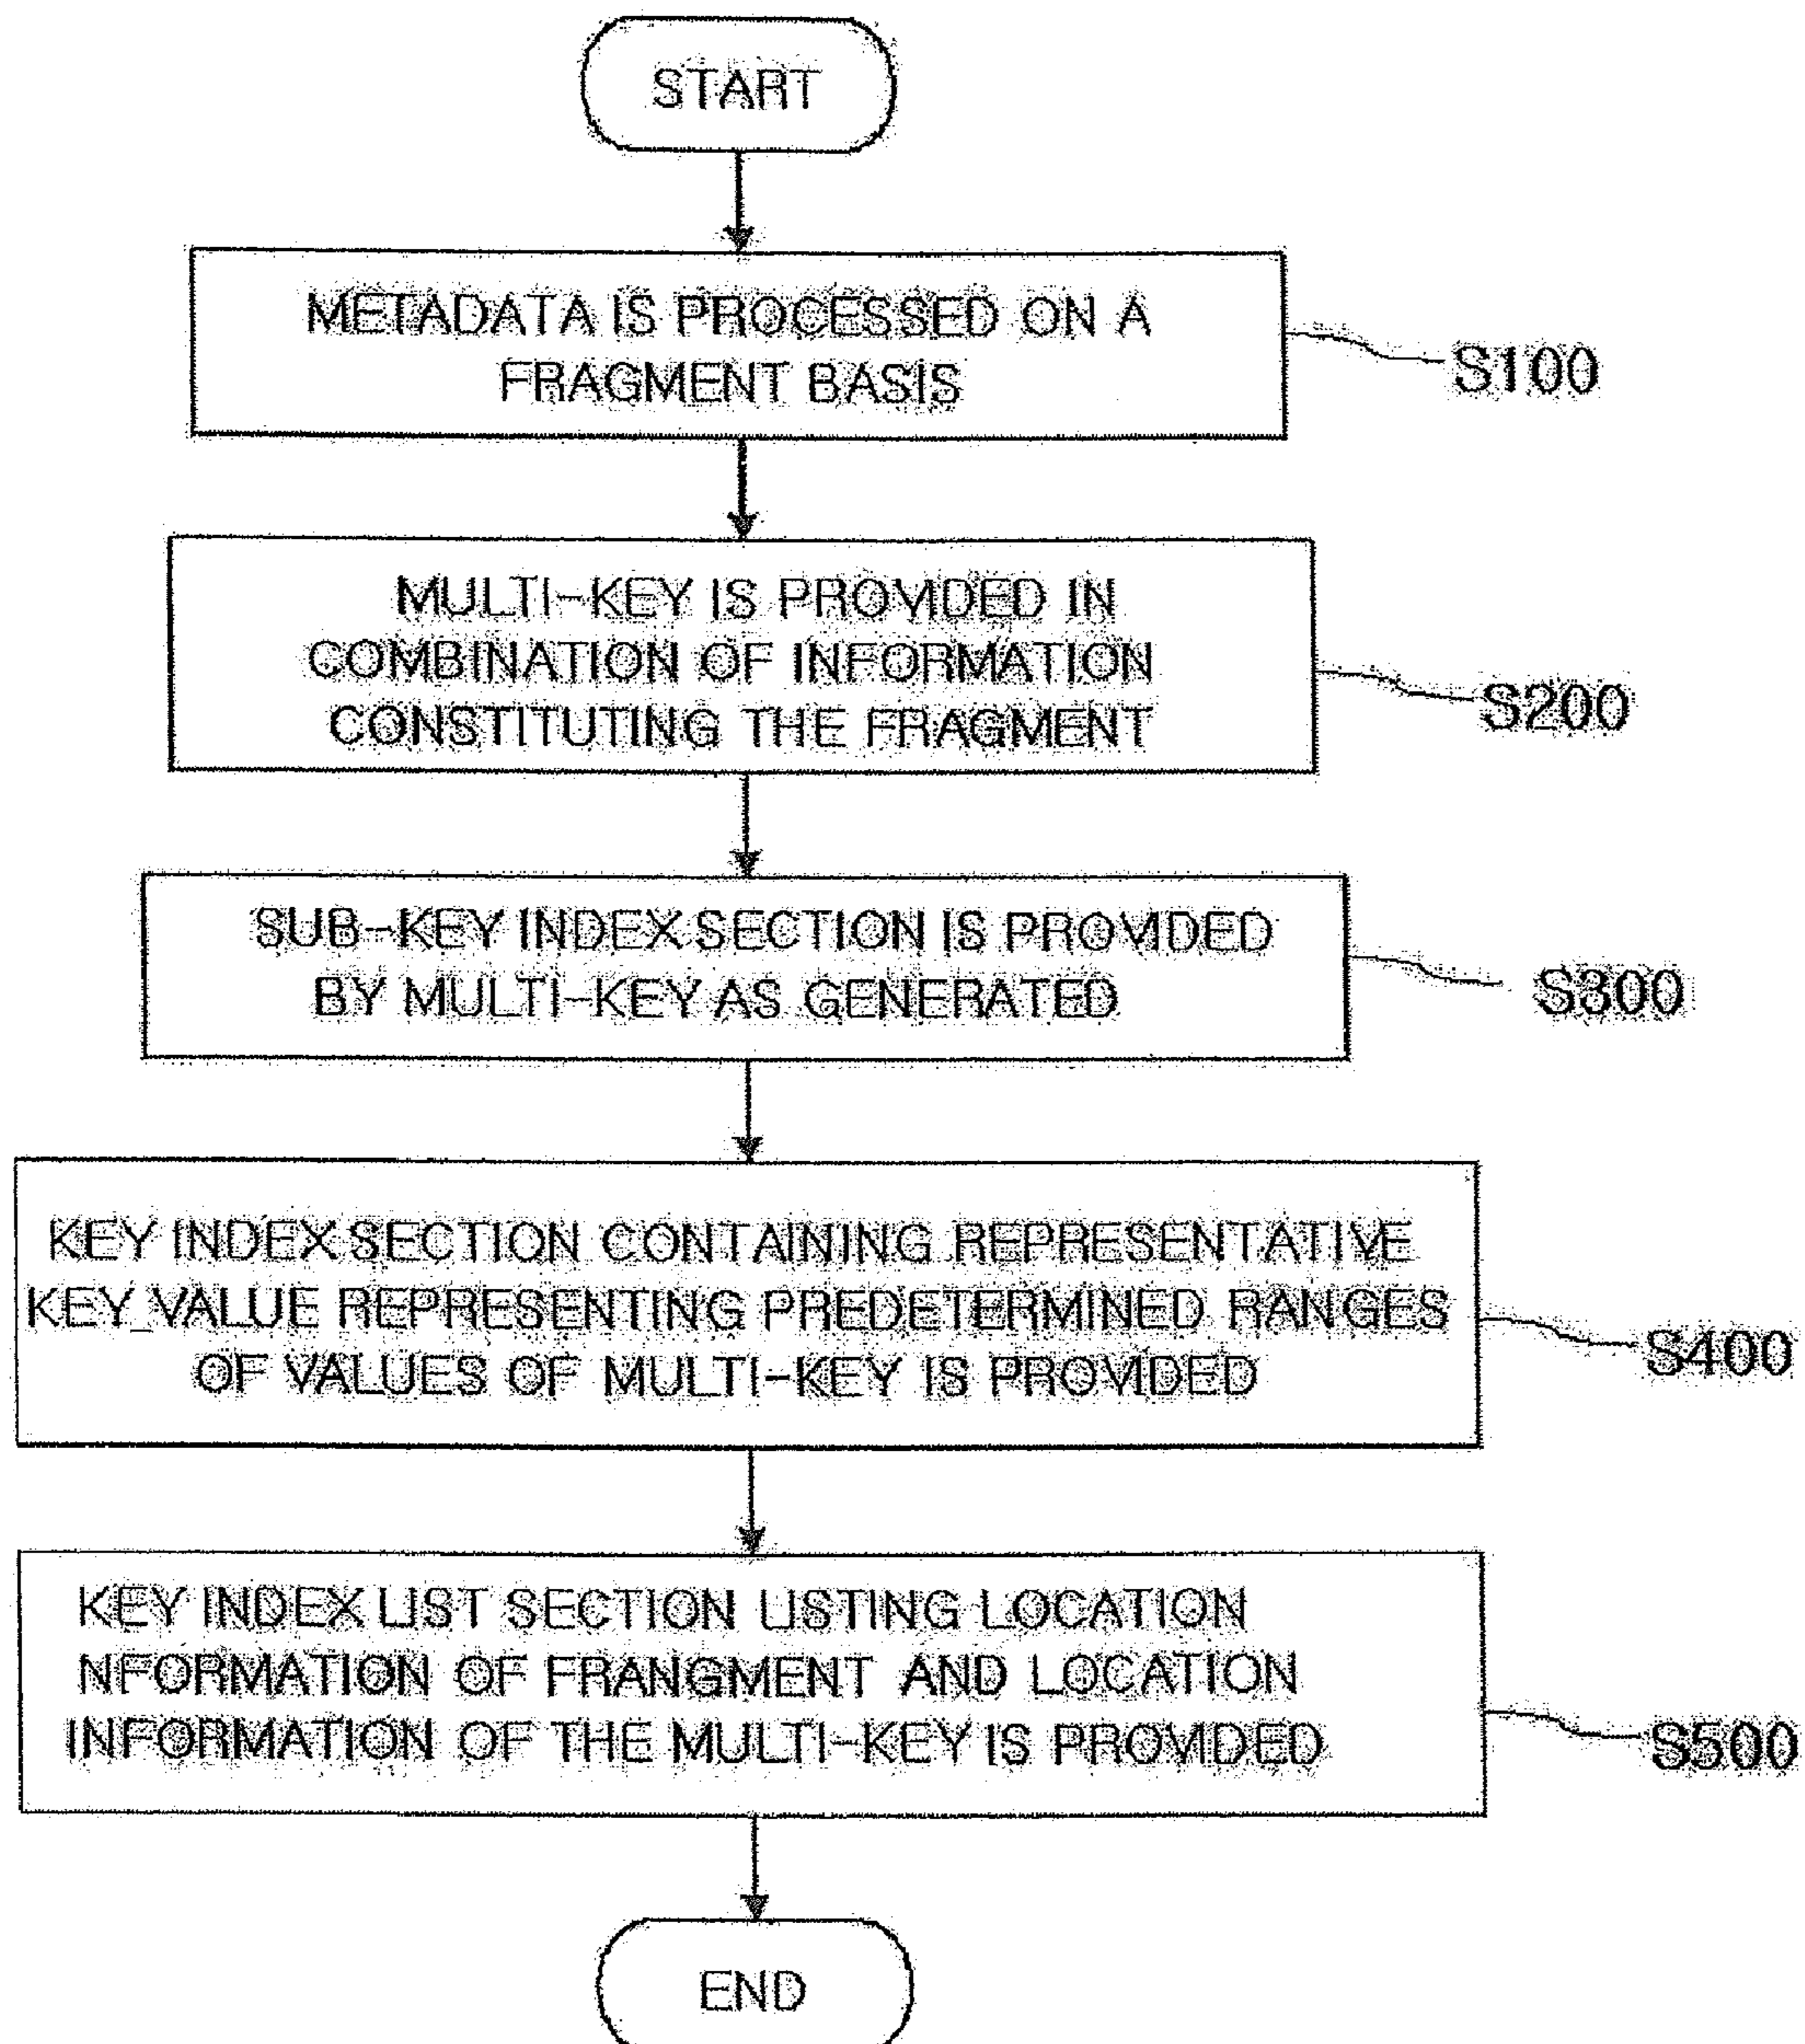 START
METADATA IS PROCESSED ON A
FRAGMENT BASIS
S100
MULTI-KEY IS PROVIDED IN
COMBINATION OF INFORMATION
CONSTITUTING THE FRAGMENT
S200
SUB-KEY INDEX SECTION IS PROVIDED
BY MULTI-KEY AS GENERATED
S300
KEY INDEX SECTION CONTAINING REPRESENTATIVE
KEY_VALUE REPRESENTING PREDETERMINED RANGES
OF VALUES OF MULTI-KEY IS PROVIDED
S400
KEY INDEX LIST SECTION LISTING LOCATION
NFORMATION OF FRANGMENT AND LOCATION
INFORMATION OF THE MULTI-KEY IS PROVIDED
S500
END